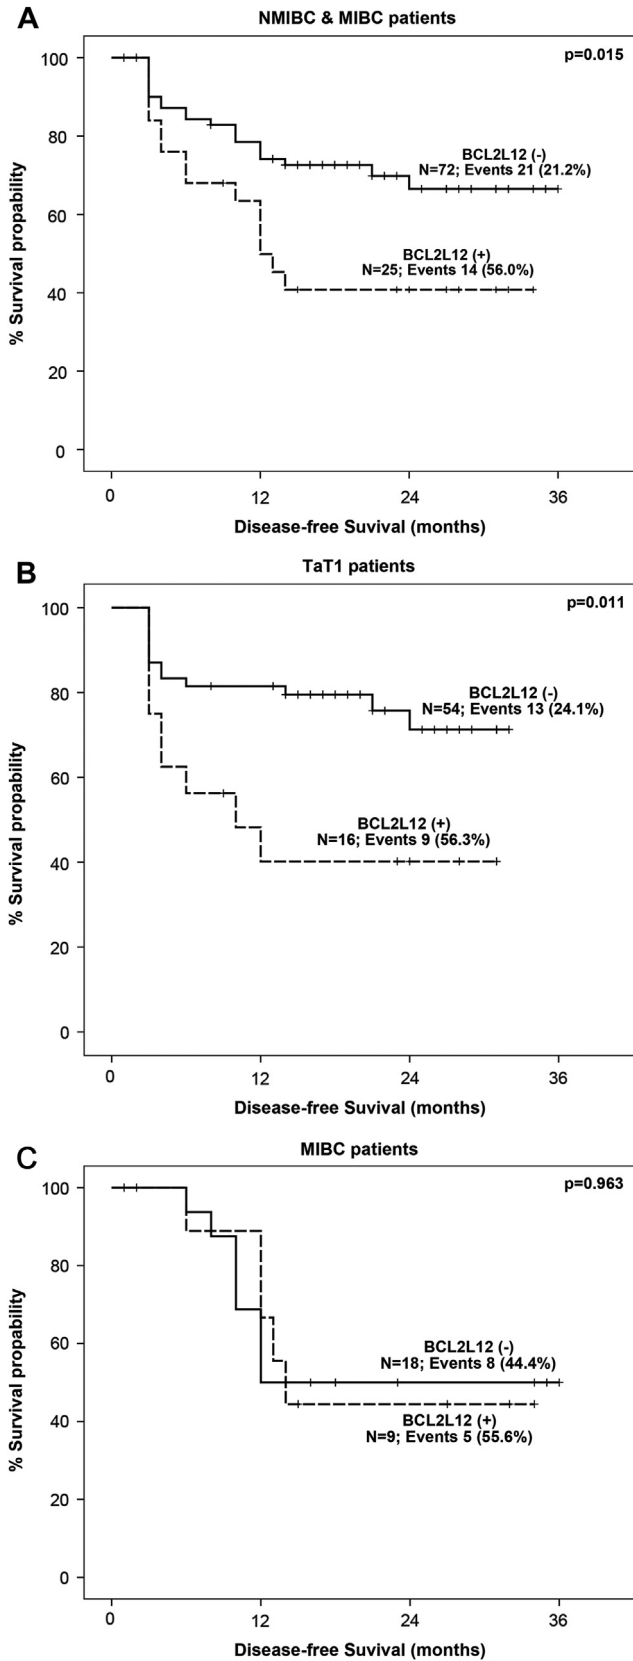 A
NMIBC & MIBC patients
p=0.015
100
80
60
40
20
0
% Survival propability
BCL2L12 (-)
N=72; Events 21 (21.2%)
BCL2L12 (+)
N=25; Events 14 (56.0%)
0 12 24 36
Disease-free Suvival (months)
B
TaT1 patients
p=0.011
100
80
60
40
20
0
% Survival propability
BCL2L12 (-)
N=54; Events 13 (24.1%)
BCL2L12 (+)
N=16; Events 9 (56.3%)
0 12 24 36
Disease-free Suvival (months)
C
MIBC patients
p=0.963
100
80
60
40
20
0
% Survival propability
BCL2L12 (-)
N=18; Events 8 (44.4%)
BCL2L12 (+)
N=9; Events 5 (55.6%)
0 12 24 36
Disease-free Suvival (months)